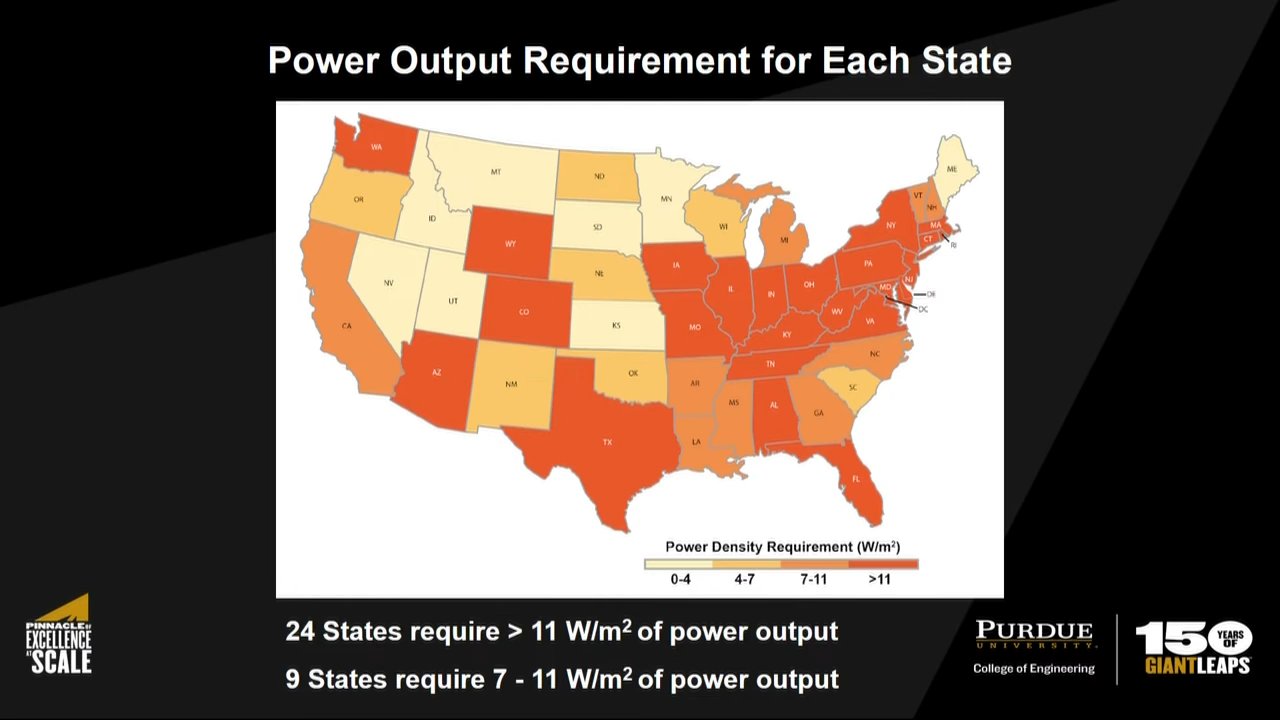 Power Output Requirement for Each State
WA
MT
ND
MN
ME
OR
ID
SD
WI
MI
VT
NH
NY
MA
CT
RI
WY
IA
NE
PA
NJ
NV
UT
CO
KS
IL
IN
OH
MD
DE
DC
WV
VA
MO
KY
CA
AZ
NM
OK
AR
TN
NC
SC
MS
AL
GA
TX
LA
FL
Power Density Requirement (W/m²)
0-4 4-7 7-11 >11
24 States require > 11 W/m² of power output
9 States require 7 - 11 W/m² of power output
PINNACLE OF
EXCELLENCE
AT SCALE
PURDUE
UNIVERSITY.
College of Engineering
150 YEARS OF
GIANTLEAPS